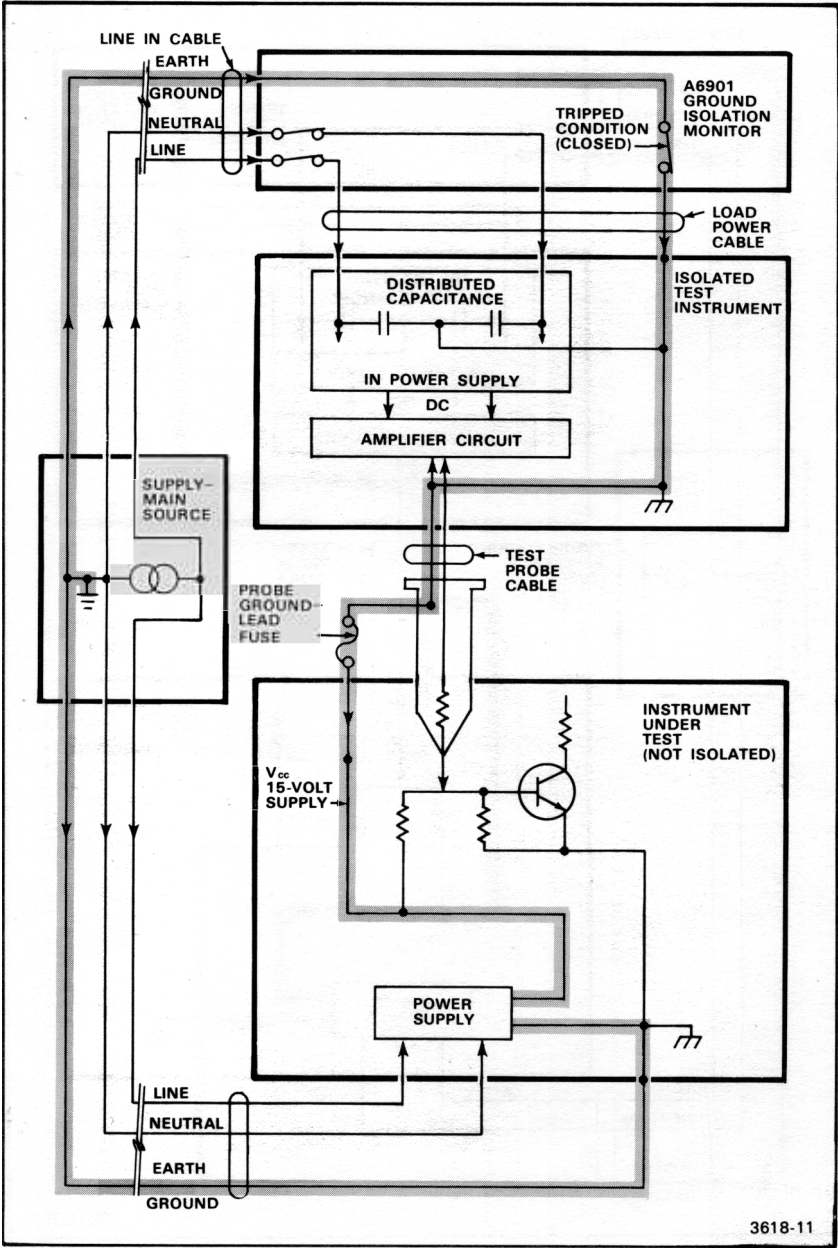 LINE IN CABLE
EARTH
GROUND
NEUTRAL
LINE
A6901
GROUND
ISOLATION
MONITOR
TRIPPED
CONDITION
(CLOSED)
LOAD
POWER
CABLE
ISOLATED
TEST
INSTRUMENT
DISTRIBUTED
CAPACITANCE
IN POWER SUPPLY
DC
AMPLIFIER CIRCUIT
SUPPLY–
MAIN
SOURCE
TEST
PROBE
CABLE
PROBE
GROUND–
LEAD
FUSE
INSTRUMENT
UNDER
TEST
(NOT ISOLATED)
Vcc
15-VOLT
SUPPLY
POWER
SUPPLY
LINE
NEUTRAL
EARTH
GROUND
3618-11